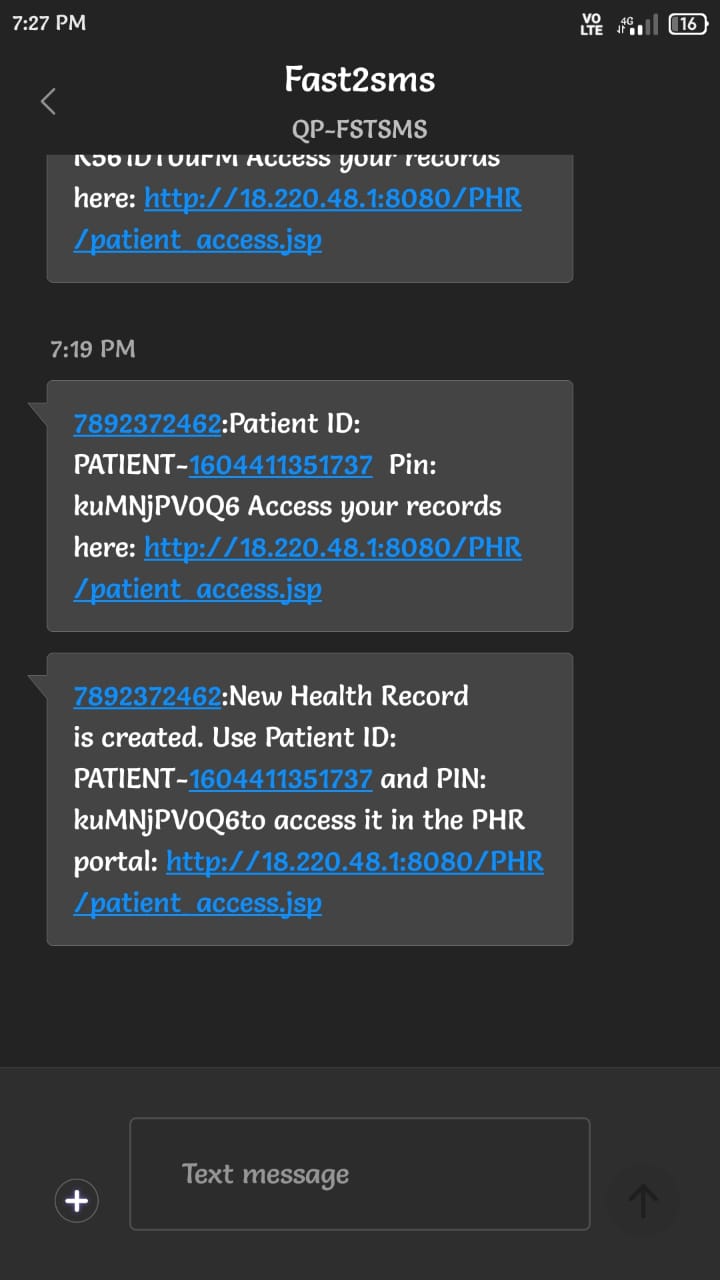 7:27 PM
VO
LTE
4G
16
Fast2sms
QP-FSTSMS
Access your records
here: http://18.220.48.1:8080/PHR
/patient_access.jsp
7:19 PM
7892372462:Patient ID:
PATIENT-1604411351737 Pin:
kuMNjPV0Q6 Access your records
here: http://18.220.48.1:8080/PHR
/patient_access.jsp
7892372462:New Health Record
is created. Use Patient ID:
PATIENT-1604411351737 and PIN:
kuMNjPV0Q6to access it in the PHR
portal: http://18.220.48.1:8080/PHR
/patient_access.jsp
Text message